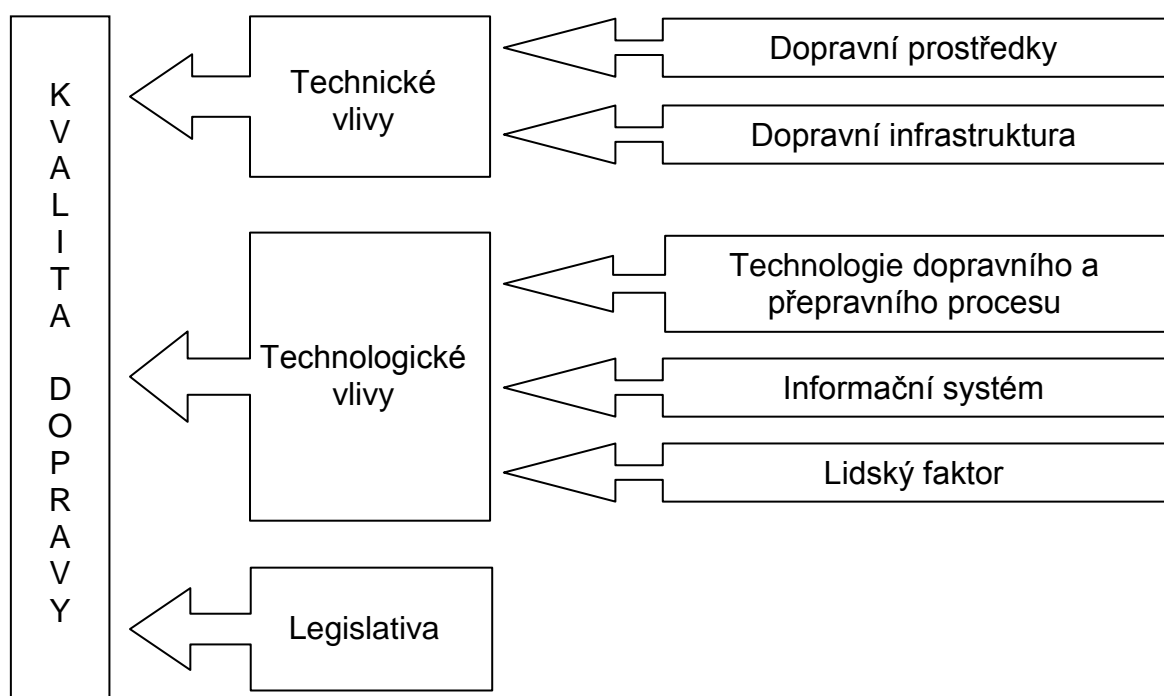 KVALITA DOPRAVY
Technické
vlivy
Dopravní prostředky
Dopravní infrastruktura
Technologické
vlivy
Technologie dopravního a
přepravního procesu
Informační systém
Lidský faktor
Legislativa